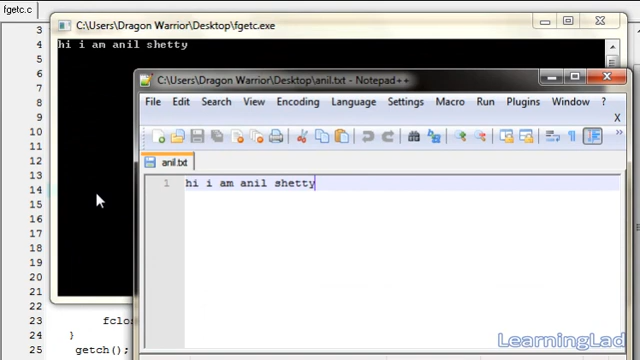 fgetc.c
C:\Users\Dragon Warrior\Desktop\fgetc.exe
hi i am anil shetty
C:\Users\Dragon Warrior\Desktop\anil.txt - Notepad++
File Edit Search View Encoding Language Settings Macro Run Plugins Window ?
X
anil.txt
1 hi i am anil shetty
3
4
5
6
7
8
9
10
11
12
13
14
15
16
17
18
19
20
21
22
23 fclos
24 }
25 getch();
LearningLad